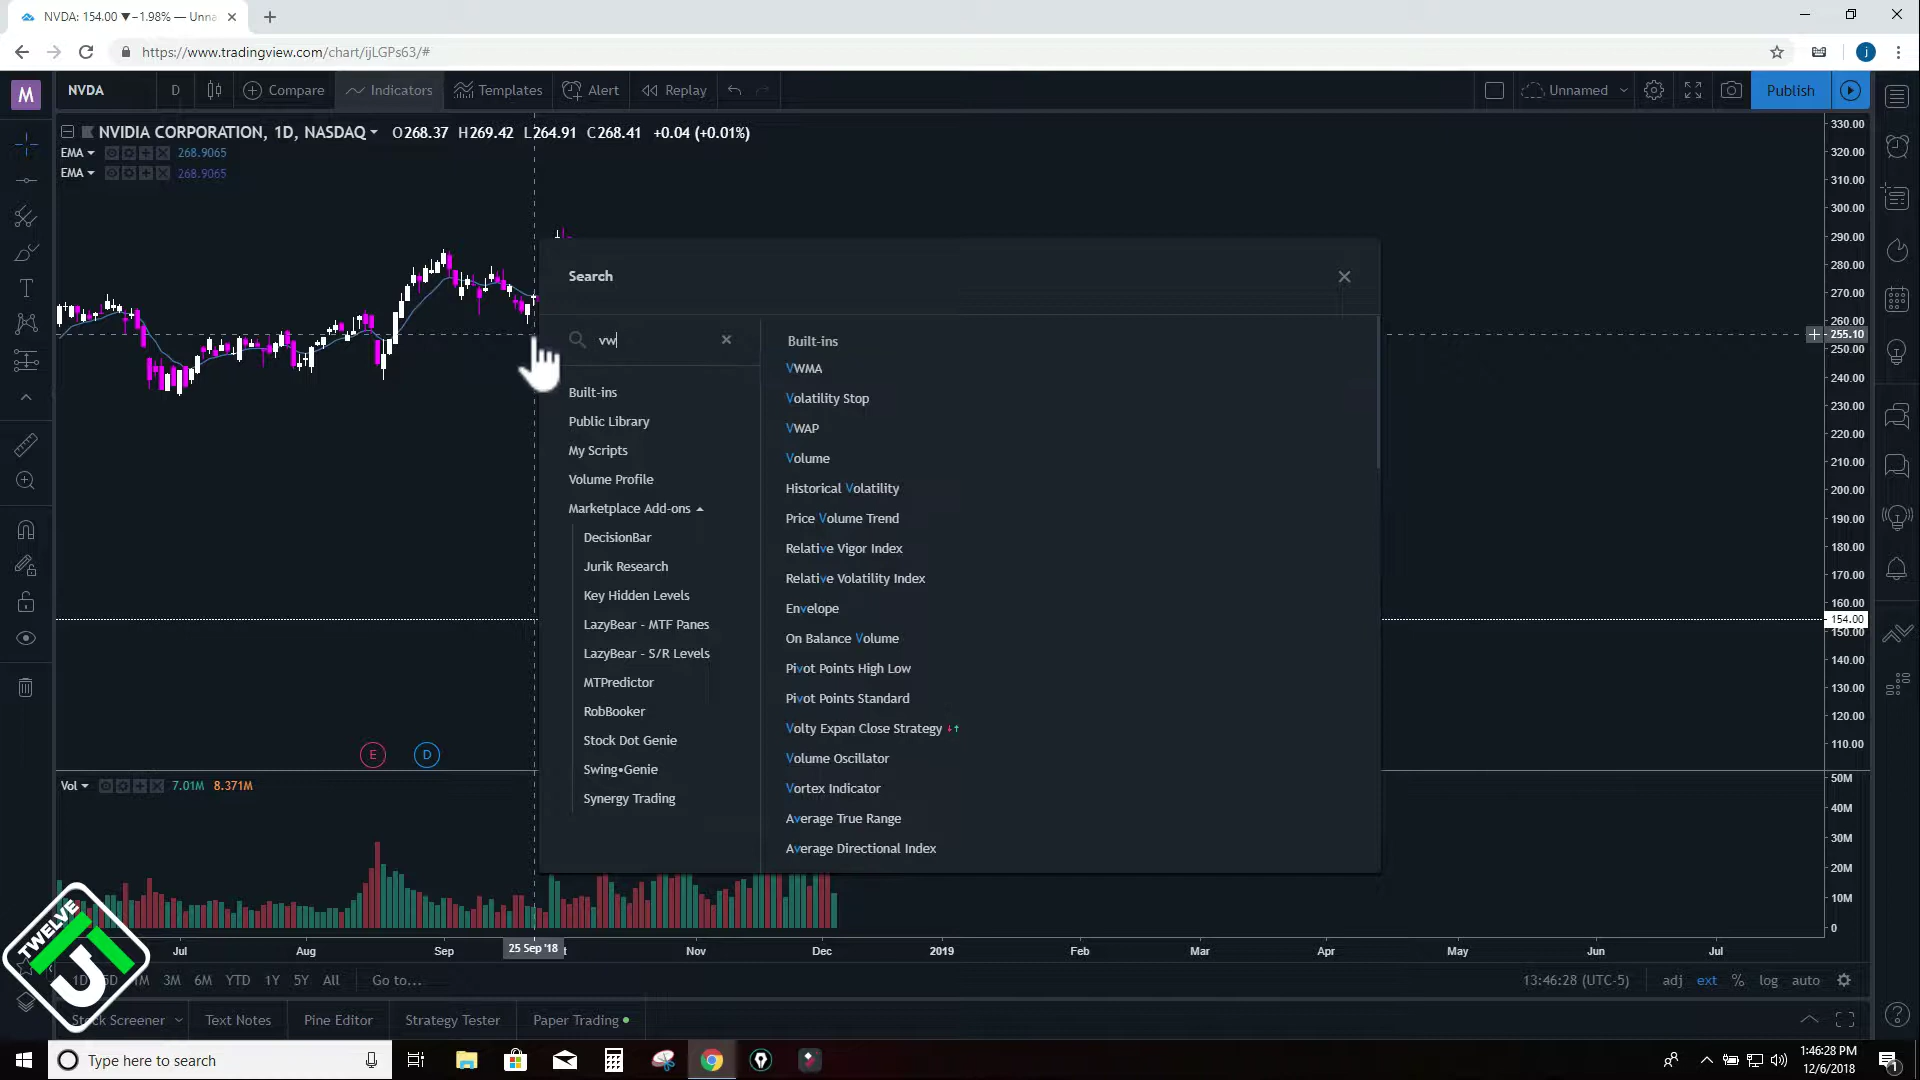 NVDA: 154.00 ▼−1.98% — Unna
https://www.tradingview.com/chart/ijLGPs63/#
j
M
NVDA
D
Compare
Indicators
Templates
Alert
Replay
Unnamed
Publish
NVIDIA CORPORATION, 1D, NASDAQ
O268.37 H269.42 L264.91 C268.41 +0.04 (+0.01%)
EMA
268.9065
EMA
268.9065
Search
vw
Built-ins
Public Library
My Scripts
Volume Profile
Marketplace Add-ons
DecisionBar
Jurik Research
Key Hidden Levels
LazyBear - MTF Panes
LazyBear - S/R Levels
MTPredictor
RobBooker
Stock Dot Genie
Swing•Genie
Synergy Trading
Built-ins
VWMA
Volatility Stop
VWAP
Volume
Historical Volatility
Price Volume Trend
Relative Vigor Index
Relative Volatility Index
Envelope
On Balance Volume
Pivot Points High Low
Pivot Points Standard
Volty Expan Close Strategy
Volume Oscillator
Vortex Indicator
Average True Range
Average Directional Index
330.00
320.00
310.00
300.00
290.00
280.00
270.00
260.00
255.10
250.00
240.00
230.00
220.00
210.00
200.00
190.00
180.00
170.00
160.00
154.00
150.00
140.00
130.00
120.00
110.00
E
D
Vol
7.01M 8.371M
50M
40M
30M
20M
10M
0
Jul
Aug
Sep
25 Sep '18
Nov
Dec
2019
Feb
Mar
Apr
May
Jun
Jul
TWELVE
1D
5D
1M
3M
6M
YTD
1Y
5Y
All
Go to...
13:46:28 (UTC-5)
adj
ext
%
log
auto
Stock Screener
Text Notes
Pine Editor
Strategy Tester
Paper Trading
Type here to search
1:46:28 PM
12/6/2018
1